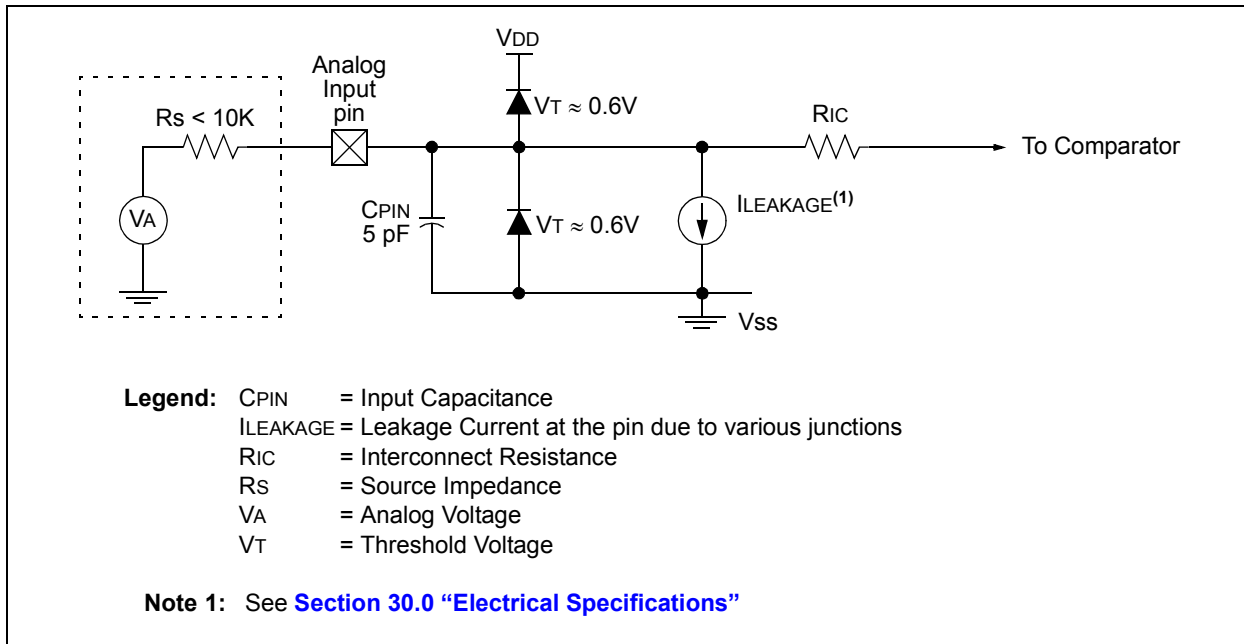 VDD
Analog
Input
pin
Rs < 10K
VT ≈ 0.6V
RIC
To Comparator
VA
CPIN
5 pF
VT ≈ 0.6V
ILEAKAGE(1)
Vss
Legend: CPIN = Input Capacitance
ILEAKAGE = Leakage Current at the pin due to various junctions
RIC = Interconnect Resistance
RS = Source Impedance
VA = Analog Voltage
VT = Threshold Voltage
Note 1: See Section 30.0 “Electrical Specifications”